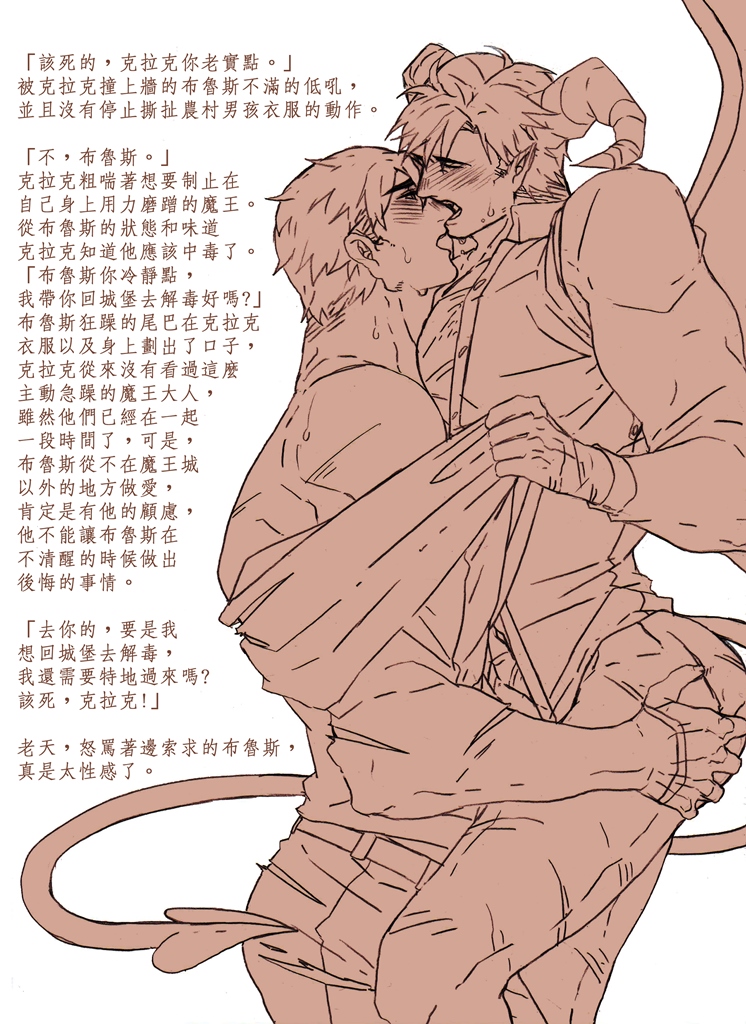 「該死的，克拉克你老實點。」
被克拉克撞上牆的布魯斯不滿的低吼，
並且沒有停止撕扯農村男孩衣服的動作。
「不，布魯斯。」
克拉克粗喘著想要制止在
自己身上用力磨蹭的魔王。
從布魯斯的狀態和味道
克拉克知道他應該中毒了。
「布魯斯你冷靜點，
我帶你回城堡去解毒好嗎?」
布魯斯狂躁的尾巴在克拉克
衣服以及身上劃出了口子，
克拉克從來沒有看過這麼
主動急躁的魔王大人，
雖然他們已經在一起
一段時間了，可是，
布魯斯從不在魔王城
以外的地方做愛，
肯定是有他的顧慮，
他不能讓布魯斯在
不清醒的時候做出
後悔的事情。
「去你的，要是我
想回城堡去解毒，
我還需要特地過來嗎?
該死，克拉克!」
老天，怒罵著邊索求的布魯斯，
真是太性感了。